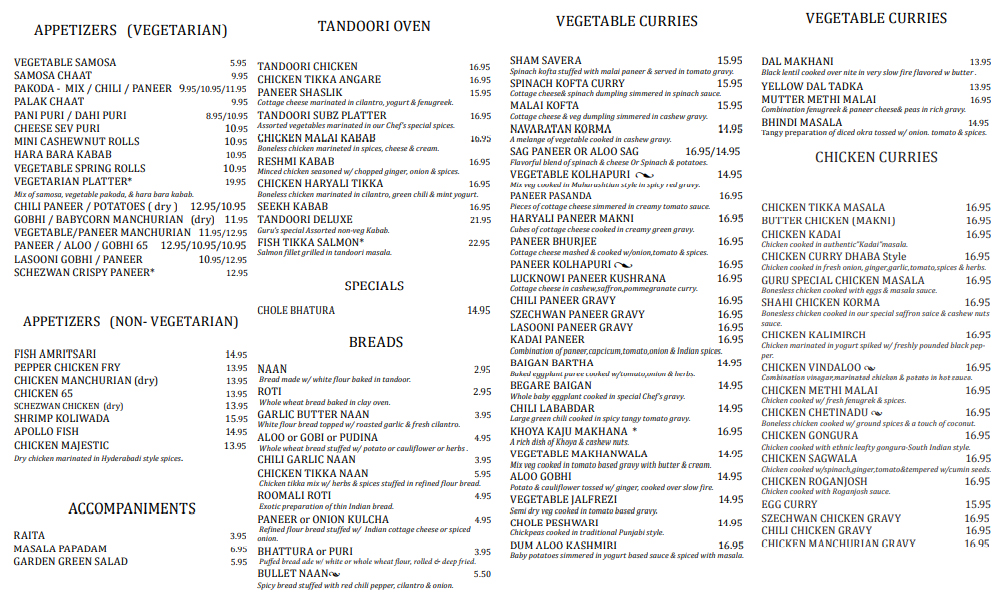 APPETIZERS (VEGETARIAN)
VEGETABLE SAMOSA 5.95
SAMOSA CHAAT 9.95
PAKODA - MIX / CHILI / PANEER 9.95/10.95/11.95
PALAK CHAAT 9.95
PANI PURI / DAHI PURI 8.95/10.95
CHEESE SEV PURI 10.95
MINI CASHEWNUT ROLLS 10.95
HARA BARA KABAB 10.95
VEGETABLE SPRING ROLLS 10.95
VEGETARIAN PLATTER* 19.95
Mix of samosa, vegetable pakoda, & hara bara kabab.
CHILI PANEER / POTATOES ( dry ) 12.95/10.95
GOBHI / BABYCORN MANCHURIAN (dry) 11.95
VEGETABLE/PANEER MANCHURIAN 11.95/12.95
PANEER / ALOO / GOBHI 65 12.95/10.95/10.95
LASOONI GOBHI / PANEER 10.95/12.95
SCHEZWAN CRISPY PANEER* 12.95
APPETIZERS (NON- VEGETARIAN)
FISH AMRITSARI 14.95
PEPPER CHICKEN FRY 13.95
CHICKEN MANCHURIAN (dry) 13.95
CHICKEN 65 13.95
SCHEZWAN CHICKEN (dry) 13.95
SHRIMP KOLIWADA 15.95
APOLLO FISH 14.95
CHICKEN MAJESTIC 13.95
Dry chicken marinated in Hyderabadi style spices.
ACCOMPANIMENTS
RAITA 3.95
MASALA PAPADAM 6.95
GARDEN GREEN SALAD 5.95
TANDOORI OVEN
TANDOORI CHICKEN 16.95
CHICKEN TIKKA ANGARE 16.95
PANEER SHASLIK 15.95
Cottage cheese marinated in cilantro, yogurt & fenugreek.
TANDOORI SUBZ PLATTER 16.95
Assorted vegetables marinated in our Chef's special spices.
CHICKEN MALAI KABAB 16.95
Boneless chicken marineted in spices, cheese & cream.
RESHMI KABAB 16.95
Minced chicken seasoned w/ chopped ginger, onion & spices.
CHICKEN HARYALI TIKKA 16.95
Boneless chicken marinated in cilantro, green chili & mint yogurt.
SEEKH KABAB 16.95
TANDOORI DELUXE 21.95
Guru's special Assorted non-veg Kabab.
FISH TIKKA SALMON* 22.95
Salmon fillet grilled in tandoori masala.
SPECIALS
CHOLE BHATURA 14.95
BREADS
NAAN 2.95
Bread made w/ white flour baked in tandoor.
ROTI 2.95
Whole wheat bread baked in clay oven.
GARLIC BUTTER NAAN 3.95
White flour bread topped w/ roasted garlic & fresh cilantro.
ALOO or GOBI or PUDINA 4.95
Whole wheat bread stuffed w/ potato or cauliflower or herbs .
CHILI GARLIC NAAN 3.95
CHICKEN TIKKA NAAN 5.95
Chicken tikka mix w/ herbs & spices stuffed in refined flour bread.
ROOMALI ROTI 4.95
Exotic preparation of thin Indian bread.
PANEER or ONION KULCHA 4.95
Refined flour bread stuffed w/ Indian cottage cheese or spiced
onion.
BHATTURA or PURI 3.95
Puffed bread ade w/ white or whole wheat flour, rolled & deep fried.
BULLET NAAN 5.50
Spicy bread stuffed with red chili pepper, cilantro & onion.
VEGETABLE CURRIES
SHAM SAVERA 15.95
Spinach kofta stuffed with malai paneer & served in tomato gravy.
SPINACH KOFTA CURRY 15.95
Cottage cheese& spinach dumpling simmered in spinach sauce.
MALAI KOFTA 15.95
Cottage cheese & veg dumpling simmered in cashew gravy.
NAVARATAN KORMA 14.95
A melange of vegetable cooked in cashew gravy.
SAG PANEER OR ALOO SAG 16.95/14.95
Flavorful blend of spinach & cheese Or Spinach & potatoes.
VEGETABLE KOLHAPURI 14.95
Mix veg cooked in Maharashtian style in spicy red gravy.
PANEER PASANDA 16.95
Pieces of cottage cheese simmered in creamy tomato sauce.
HARYALI PANEER MAKNI 16.95
Cubes of cottage cheese cooked in creamy green gravy.
PANEER BHURJEE 16.95
Cottage cheese mashed & cooked w/onion,tomato & spices.
PANEER KOLHAPURI 16.95
LUCKNOWI PANEER KUSHRANA 16.95
Cottage cheese in cashew,saffron,pommegranate curry.
CHILI PANEER GRAVY 16.95
SZECHWAN PANEER GRAVY 16.95
LASOONI PANEER GRAVY 16.95
KADAI PANEER 16.95
Combination of paneer,capcicum,tomato,onion & Indian spices.
BAIGAN BARTHA 14.95
Baked eggplant puree cooked w/tomato,onion & herbs.
BEGARE BAIGAN 14.95
Whole baby eggplant cooked in special Chef's gravy.
CHILI LABABDAR 14.95
Large green chili cooked in spicy tangy tomato gravy.
KHOYA KAJU MAKHANA * 16.95
A rich dish of Khoya & cashew nuts.
VEGETABLE MAKHANWALA 14.95
Mix veg cooked in tomato based gravy with butter & cream.
ALOO GOBHI 14.95
Potato & cauliflower tossed w/ ginger, cooked over slow fire.
VEGETABLE JALFREZI 14.95
Semi dry veg cooked in tomato based gravy.
CHOLE PESHWARI 14.95
Chickpeas cooked in traditional Punjabi style.
DUM ALOO KASHMIRI 16.95
Baby potatoes simmered in yogurt based sauce & spiced with masala.
VEGETABLE CURRIES
DAL MAKHANI 13.95
Black lentil cooked over nite in very slow fire flavored w butter .
YELLOW DAL TADKA 13.95
MUTTER METHI MALAI 16.95
Combination fenugreek & paneer cheese& peas in rich gravy.
BHINDI MASALA 14.95
Tangy preparation of diced okra tossed w/ onion. tomato & spices.
CHICKEN CURRIES
CHICKEN TIKKA MASALA 16.95
BUTTER CHICKEN (MAKNI) 16.95
CHICKEN KADAI 16.95
Chicken cooked in authentic"Kadai"masala.
CHICKEN CURRY DHABA Style 16.95
Chicken cooked in fresh onion, ginger,garlic,tomato,spices & herbs.
GURU SPECIAL CHICKEN MASALA 16.95
Bonesless chicken cooked with eggs & masala sauce.
SHAHI CHICKEN KORMA 16.95
Bonesless chicken cooked in our special saffron saice & cashew nuts
sauce.
CHICKEN KALIMIRCH 16.95
Chicken marinated in yogurt spiked w/ freshly pounded black pep-
per.
CHICKEN VINDALOO 16.95
Combination vinegar,marinated chicken & potato in hot sauce.
CHICKEN METHI MALAI 16.95
Chicken cooked w/ fresh fenugrek & spices.
CHICKEN CHETINADU 16.95
Boneless chicken cooked w/ ground spices & a touch of coconut.
CHICKEN GONGURA 16.95
Chicken cooked with ethnic leafty gongura-South Indian style.
CHICKEN SAGWALA 16.95
Chicken cooked w/spinach,ginger,tomato&tempered w/cumin seeds.
CHICKEN ROGANJOSH 16.95
Chicken cooked with Roganjosh sauce.
EGG CURRY 15.95
SZECHWAN CHICKEN GRAVY 16.95
CHILI CHICKEN GRAVY 16.95
CHICKEN MANCHURIAN GRAVY 16.95